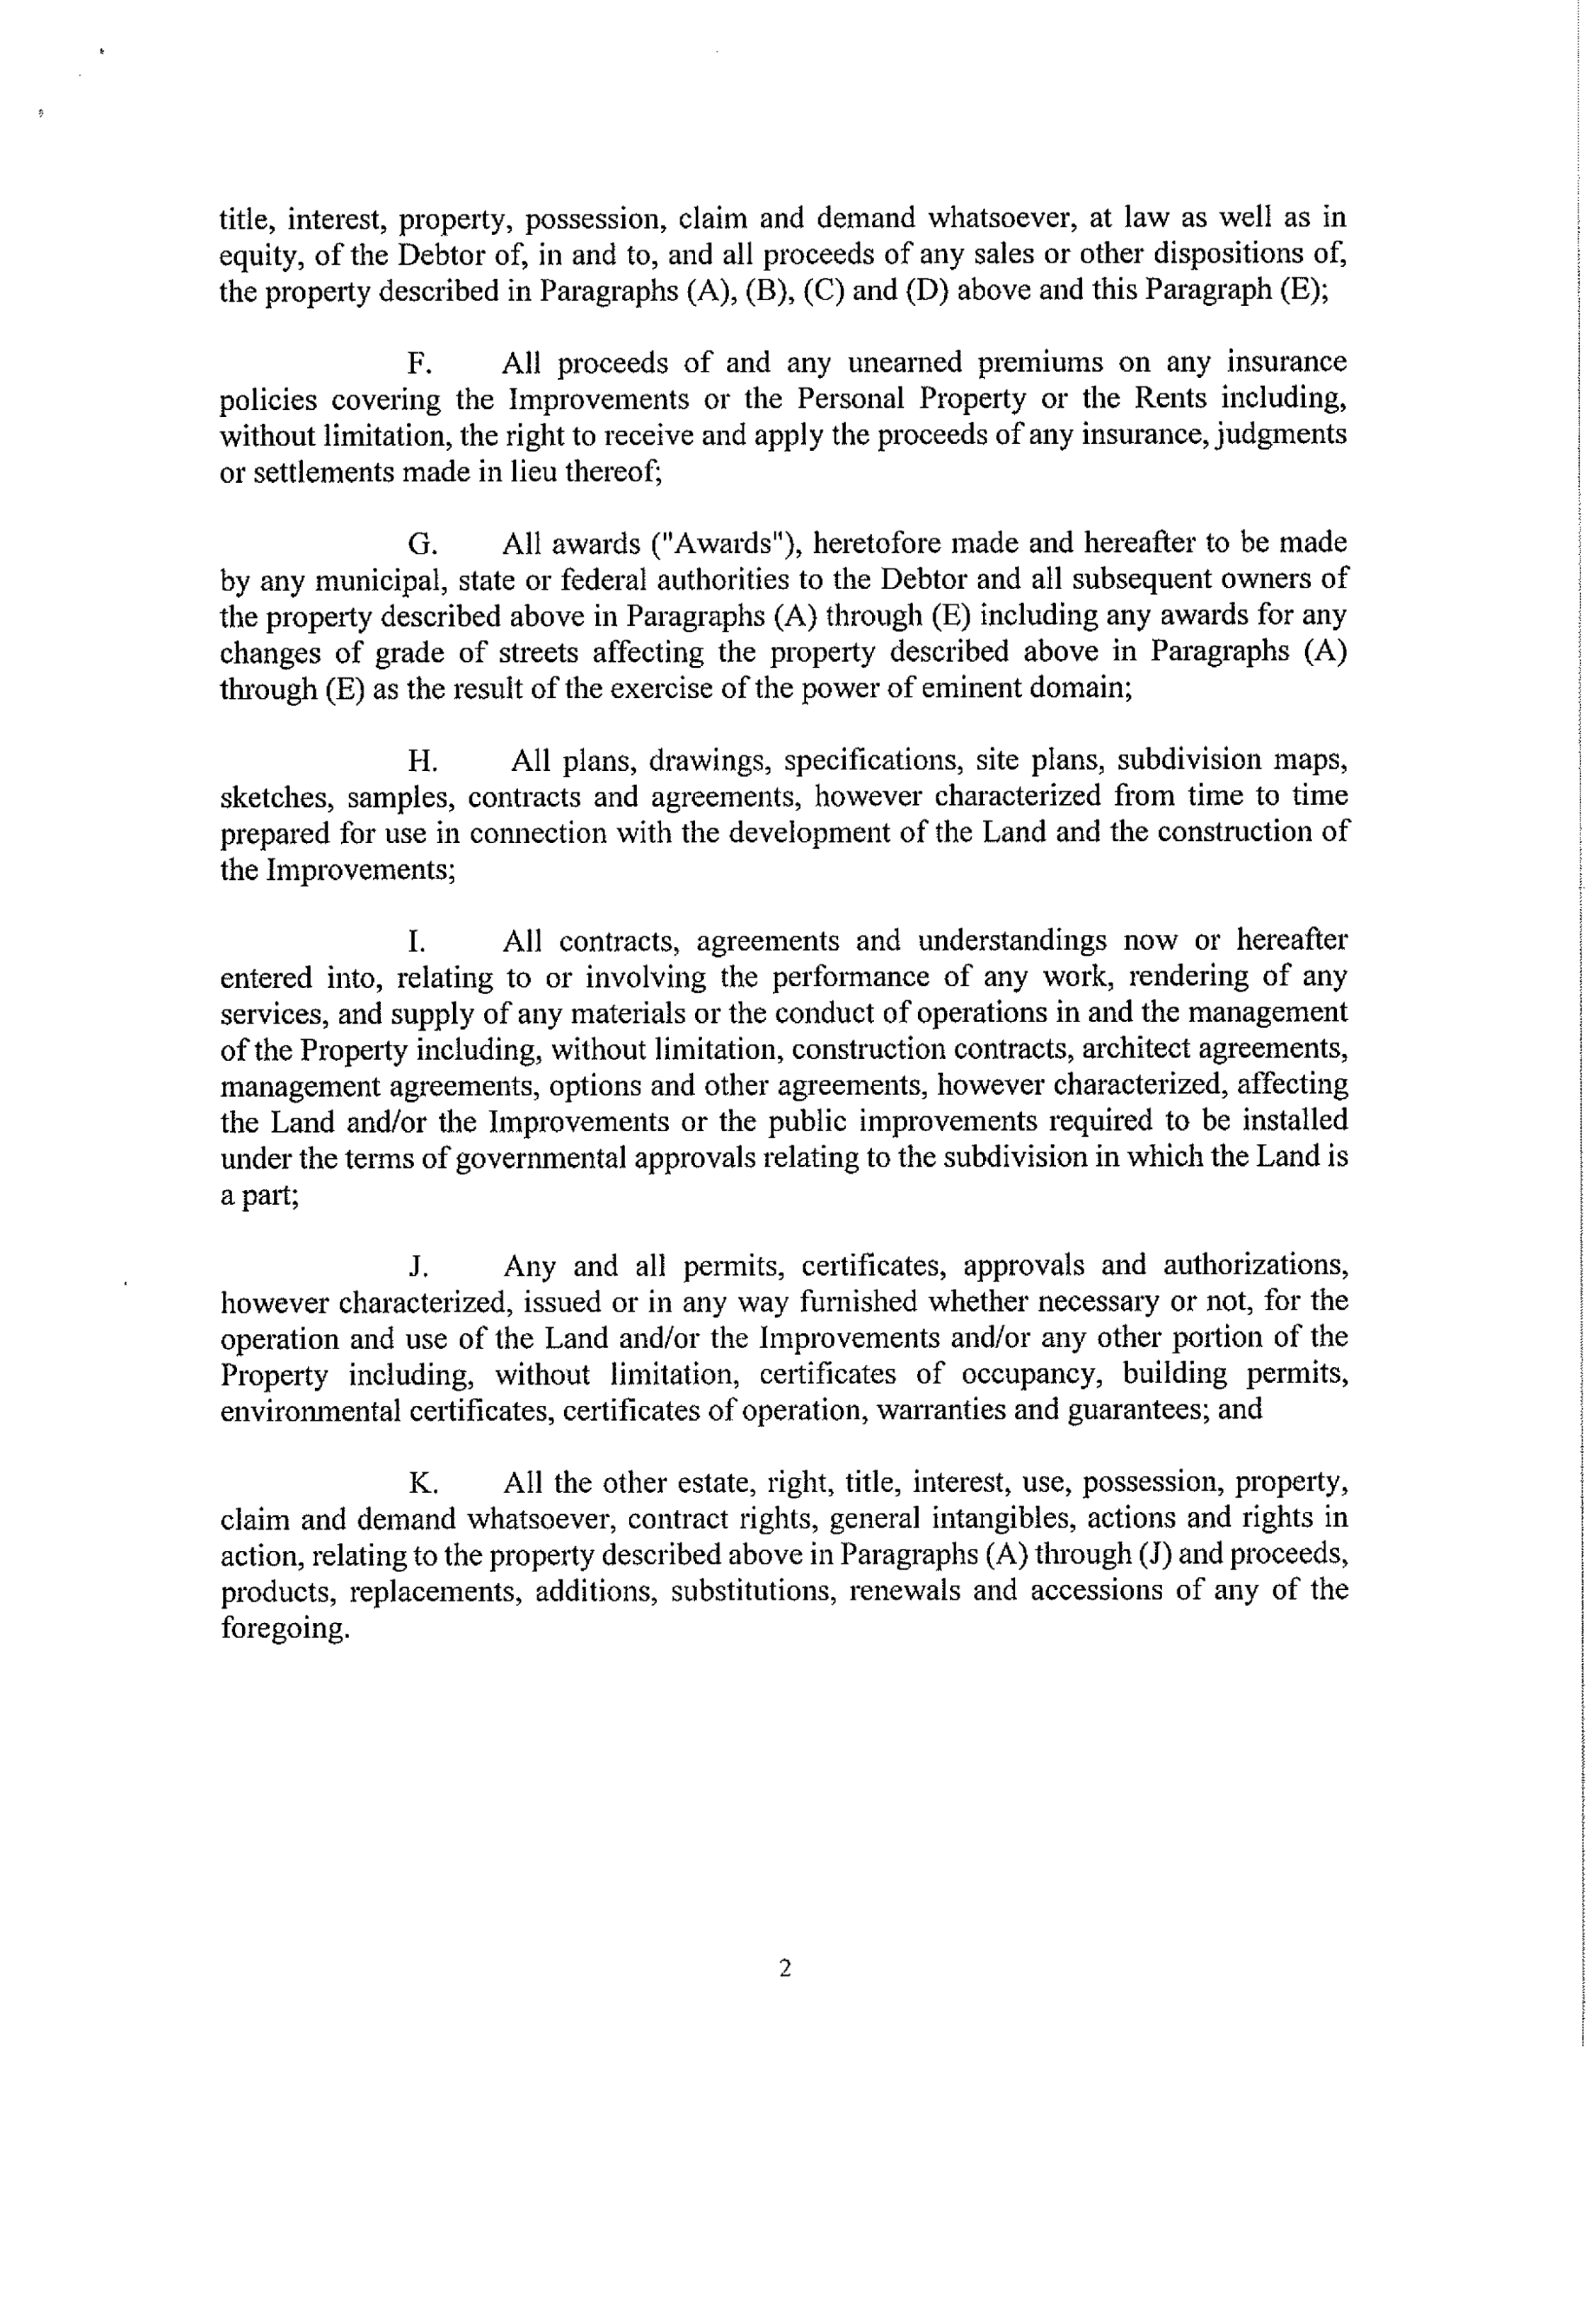 title, interest, property, possession, claim and demand whatsoever, at law as well as in
equity, of the Debtor of, in and to, and all proceeds of any sales or other dispositions of,
the property described in Paragraphs (A), (B), (C) and (D) above and this Paragraph (E);
F. All proceeds of and any unearned premiums on any insurance
policies covering the Improvements or the Personal Property or the Rents including,
without limitation, the right to receive and apply the proceeds of any insurance, judgments
or settlements made in lieu thereof;
G. All awards ("Awards"), heretofore made and hereafter to be made
by any municipal, state or federal authorities to the Debtor and all subsequent owners of
the property described above in Paragraphs (A) through (E) including any awards for any
changes of grade of streets affecting the property described above in Paragraphs (A)
through (E) as the result of the exercise of the power of eminent domain;
H. All plans, drawings, specifications, site plans, subdivision maps,
sketches, samples, contracts and agreements, however characterized from time to time
prepared for use in connection with the development of the Land and the construction of
the Improvements;
I. All contracts, agreements and understandings now or hereafter
entered into, relating to or involving the performance of any work, rendering of any
services, and supply of any materials or the conduct of operations in and the management
of the Property including, without limitation, construction contracts, architect agreements,
management agreements, options and other agreements, however characterized, affecting
the Land and/or the Improvements or the public improvements required to be installed
under the terms of governmental approvals relating to the subdivision in which the Land is
a part;
J. Any and all permits, certificates, approvals and authorizations,
however characterized, issued or in any way furnished whether necessary or not, for the
operation and use of the Land and/or the Improvements and/or any other portion of the
Property including, without limitation, certificates of occupancy, building permits,
environmental certificates, certificates of operation, warranties and guarantees; and
K. All the other estate, right, title, interest, use, possession, property,
claim and demand whatsoever, contract rights, general intangibles, actions and rights in
action, relating to the property described above in Paragraphs (A) through (J) and proceeds,
products, replacements, additions, substitutions, renewals and accessions of any of the
foregoing.
2